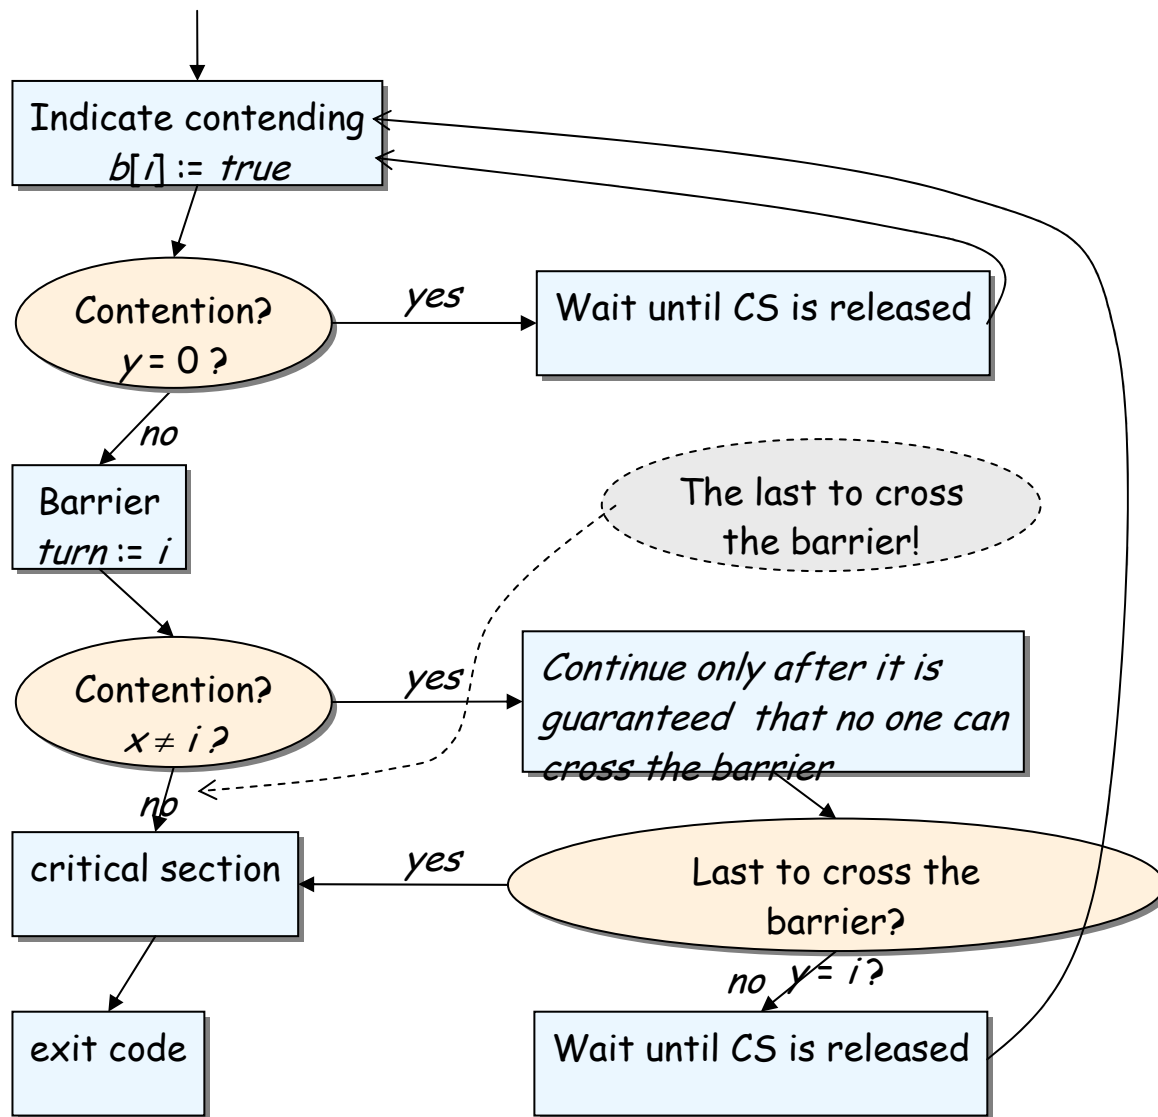 Indicate contending
b[i] := true
Contention?
y = 0 ?
yes
Wait until CS is released
no
Barrier
turn := i
The last to cross
the barrier!
Contention?
x ≠ i ?
yes
Continue only after it is
guaranteed that no one can
cross the barrier
no
critical section
yes
Last to cross the
barrier?
y = i ?
no
exit code
Wait until CS is released